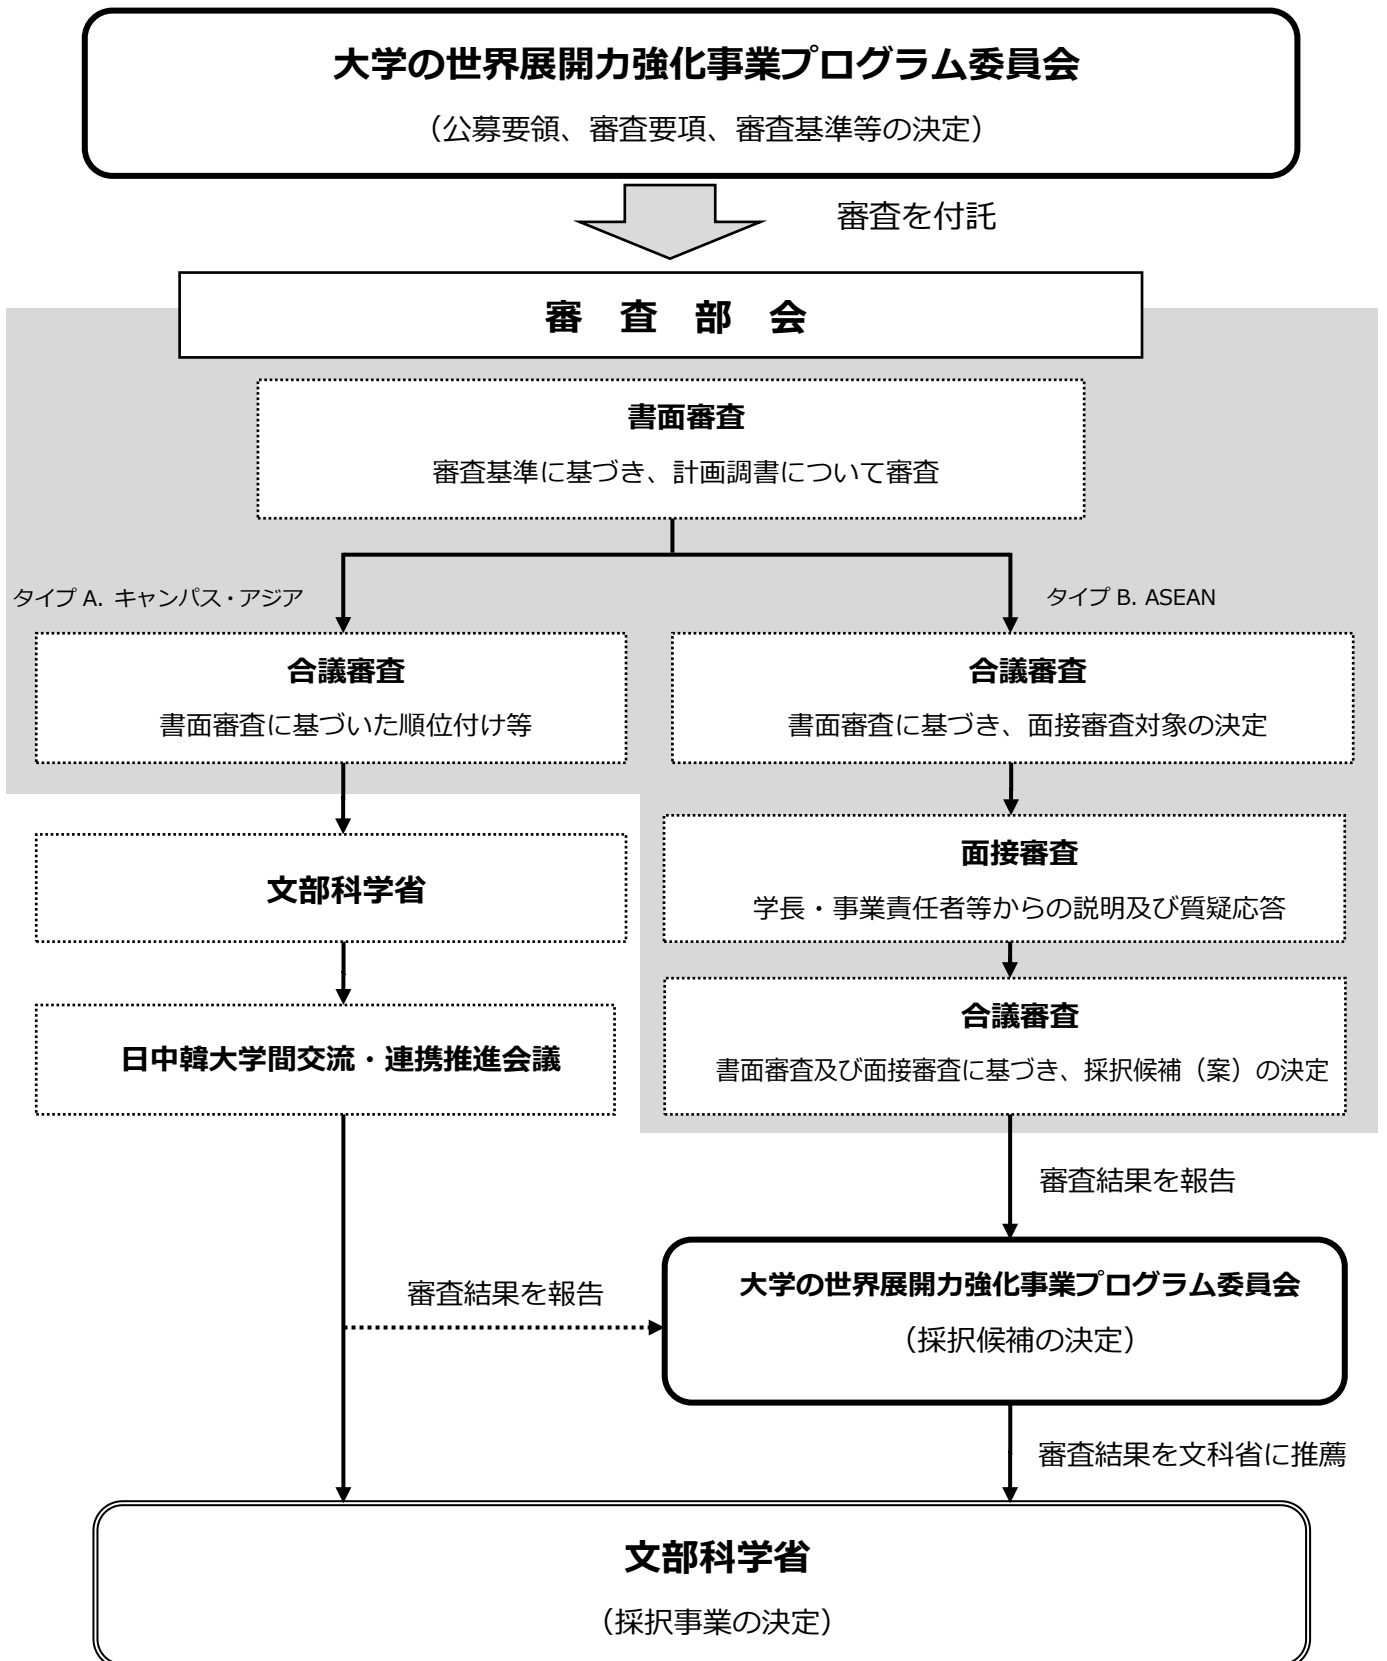 大学の世界展開力強化事業プログラム委員会
（公募要領、審査要項、審査基準等の決定）
審査を付託
審　査　部　会
書面審査
審査基準に基づき、計画調書について審査
タイプ A. キャンパス・アジア
タイプ B. ASEAN
合議審査
書面審査に基づいた順位付け等
合議審査
書面審査に基づき、面接審査対象の決定
文部科学省
面接審査
学長・事業責任者等からの説明及び質疑応答
日中韓大学間交流・連携推進会議
合議審査
書面審査及び面接審査に基づき、採択候補（案）の決定
審査結果を報告
審査結果を報告
大学の世界展開力強化事業プログラム委員会
（採択候補の決定）
審査結果を文科省に推薦
文部科学省
（採択事業の決定）